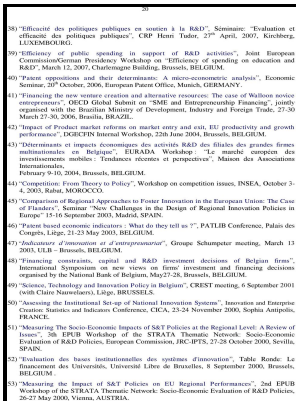 20
38) "Efficacité des politiques publiques en soutien à la R&D", Séminaire: "Evaluation et
efficacité des politiques publiques", CRP Henri Tudor, 27th April, 2007, Kirchberg,
LUXEMBOURG.
39) "Efficiency of public spending in support of R&D activities", Joint European
Commission/German Presidency Workshop on "Efficiency of spending on education and
R&D", March 12, 2007, Charlemagne Building, Brussels, BELGIUM.
40) "Patent oppositions and their determinants: A micro-econometric analysis", Economic
Seminar, 20th October, 2006, European Patent Office, Munich, GERMANY.
41) "Financing the new venture creation and alternative resources: The case of Walloon novice
entrepreneurs", OECD Global Submit on "SME and Entrepreneurship Financing", jointly
organised with the Brazilian Ministry of Development, Industry and Foreign Trade, 27-30
March 27-30, 2006, Brasilia, BRAZIL.
42) "Impact of Product market reforms on market entry and exit, EU productivity and growth
performances", DGECFIN Internal Workshop, 22th June 2004, Brussels, BELGIUM.
43) "Déterminants et impacts économiques des activités R&D des filiales des grandes firmes
multinationales en Belgique", EURADA Workshop "Le marché européen des
investissements mobiles : Tendances récentes et perspectives", Maison des Associations
Internationales,
February 9-10, 2004, Brussels, BELGIUM.
44) "Competition: From Theory to Policy", Workshop on competition issues, INSEA, October 3-
4, 2003, Rabat, MOROCCO.
45) "Comparison of Regional Approaches to Foster Innovation in the European Union: The Case
of Flanders", Seminar "New Challenges in the Design of Regional Innovation Policies in
Europe" 15-16 September 2003, Madrid, SPAIN.
46) "Patent based economic indicators : What do they tell us ?", PATLIB Conference, Palais des
Congrès, Liège, 21-23 May 2003, BELGIUM.
47) "Indicateurs d'innovation et d'entreprenariat", Groupe Schumpeter meeting, March 13
2003, ULB – Brussels, BELGIUM.
48) "Financing constraints, capital and R&D investment decisions of Belgian firms",
International Symposium on new views on firms' investment and financing decisions
organised by the National Bank of Belgium, May27-28, Brussels, BELGIUM.
49) "Science, Technology and Innovation Policy in Belgium", CREST meeting, 6 September 2001
(with Claire Nauwelaers), Liège, BRUSSELS.
50) "Assessing the Institutional Set-up of National Innovation Systems", Innovation and Enterprise
Creation: Statistics and Indicators Conference, CICA, 23-24 November 2000, Sophia Antipolis,
FRANCE.
51) "Measuring The Socio-Economic Impacts of S&T Policies at the Regional Level: A Review of
Issues", 3th EPUB Workshop of the STRATA Thematic Network: Socio-Economic
Evaluation of R&D Policies, European Commission, JRC-IPTS, 27-28 October 2000, Sevilla,
SPAIN.
52) "Evaluation des bases institutionnelles des systèmes d'innovation", Table Ronde: Le
financement des Universités, Université Libre de Bruxelles, 8 September 2000, Brussels,
BELGIUM.
53) "Measuring the Impact of S&T Policies on EU Regional Performances", 2nd EPUB
Workshop of the STRATA Thematic Network: Socio-Economic Evaluation of R&D Policies,
26-27 May 2000, Vienna, AUSTRIA.